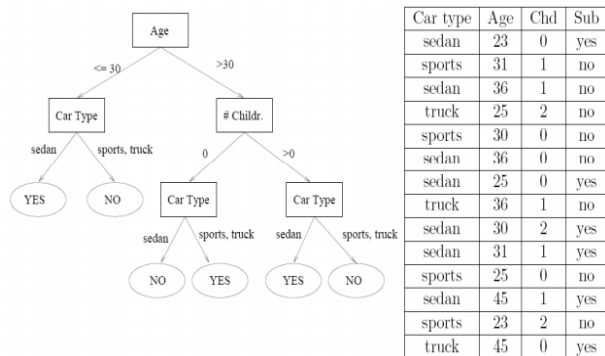 Age
<= 30
>30
Car Type
# Childr.
sedan
sports, truck
0
>0
YES
NO
Car Type
Car Type
sedan
sports, truck
sedan
sports, truck
NO
YES
YES
NO
Car type Age Chd Sub
sedan 23 0 yes
sports 31 1 no
sedan 36 1 no
truck 25 2 no
sports 30 0 no
sedan 36 0 no
sedan 25 0 yes
truck 36 1 no
sedan 30 2 yes
sedan 31 1 yes
sports 25 0 no
sedan 45 1 yes
sports 23 2 no
truck 45 0 yes